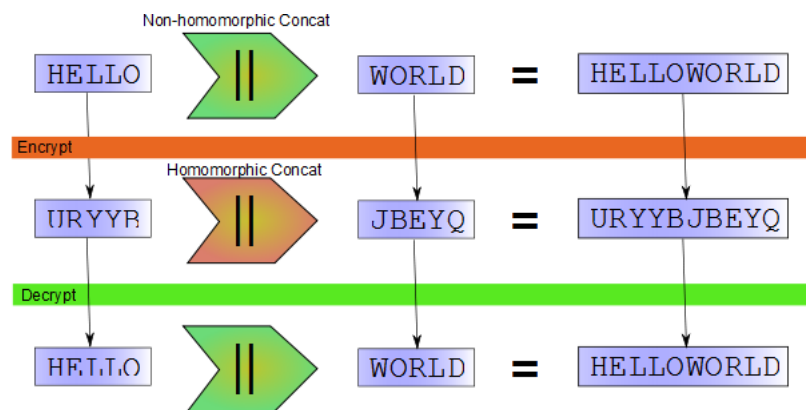 Non-homomorphic Concat
HELLO || WORLD = HELLOWORLD
Encrypt
Homomorphic Concat
URYYB || JBEYQ = URYYBJBEYQ
Decrypt
HELLO || WORLD = HELLOWORLD